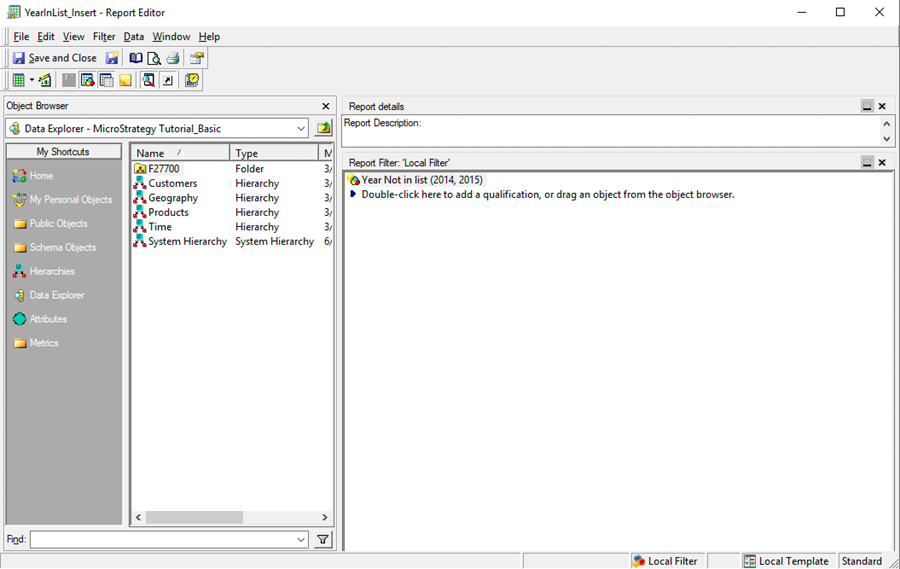 YearInList_Insert - Report Editor
File Edit View Filter Data Window Help
Save and Close
Object Browser
Data Explorer - MicroStrategy Tutorial_Basic
My Shortcuts
Home
My Personal Objects
Public Objects
Schema Objects
Hierarchies
Data Explorer
Attributes
Metrics
Name / Type M
F27700 Folder 3/
Customers Hierarchy 3/
Geography Hierarchy 3/
Products Hierarchy 3/
Time Hierarchy 3/
System Hierarchy System Hierarchy 6/
Find:
Report details
Report Description:
Report Filter: 'Local Filter'
Year Not in list (2014, 2015)
Double-click here to add a qualification, or drag an object from the object browser.
Local Filter Local Template Standard